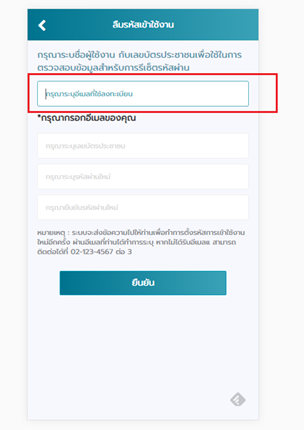 ลืมรหัสเข้าใช้งาน
กรุณาระบุชื่อผู้ใช้งาน กับเลขบัตรประชาชนเพื่อใช้ในการ
ตรวจสอบข้อมูลสำหรับการรีเซ็ตรหัสผ่าน
กรุณาระบุอีเมลที่ใช้ลงทะเบียน
*กรุณากรอกอีเมลของคุณ
กรุณาระบุเลขบัตรประชาชน
กรุณาระบุรหัสผ่านใหม่
กรุณายืนยันรหัสผ่านใหม่
หมายเหตุ : ระบบจะส่งข้อความไปให้ท่านเพื่อทำการตั้งรหัสการเข้าใช้งาน
ใหม่อีกครั้ง ผ่านอีเมลที่ท่านได้ทำการระบุ หากไม่ได้รับอีเมล สามารถ
ติดต่อได้ที่ 02-123-4567 ต่อ 3
ยืนยัน